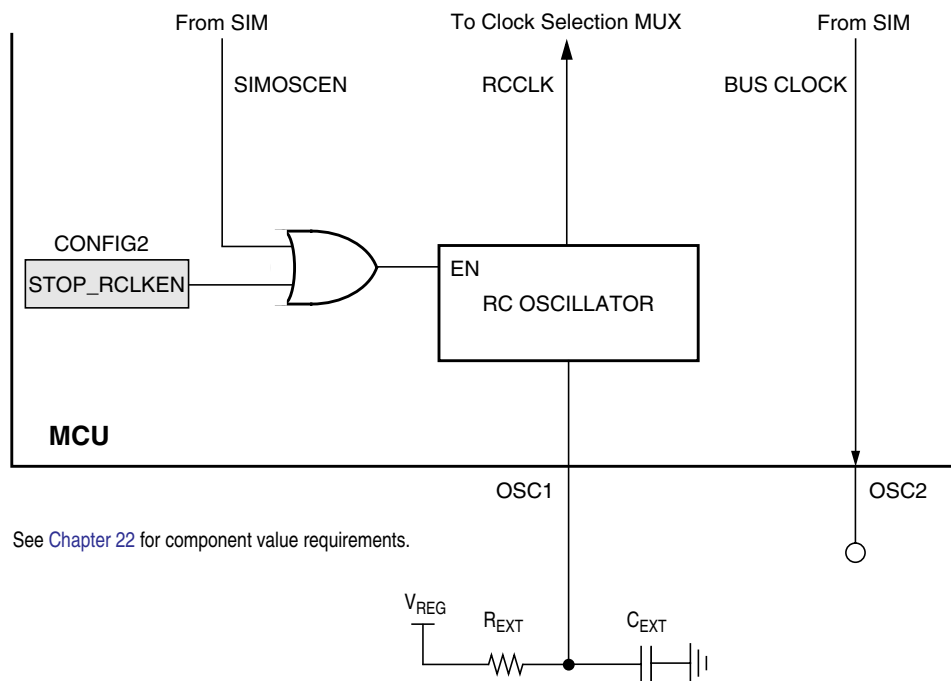 From SIM
To Clock Selection MUX
From SIM
SIMOSCEN
RCCLK
BUS CLOCK
CONFIG2
STOP_RCLKEN
EN
RC OSCILLATOR
MCU
OSC1
OSC2
See Chapter 22 for component value requirements.
VREG
REXT
CEXT